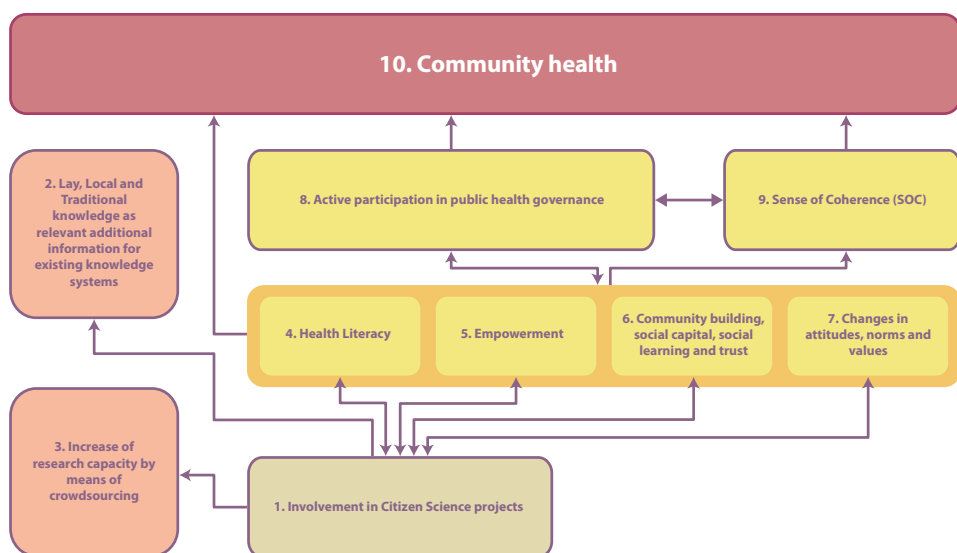 10. Community health
2. Lay, Local and
Traditional
knowledge as
relevant additional
information for
existing knowledge
systems
8. Active participation in public health governance
9. Sense of Coherence (SOC)
4. Health Literacy
5. Empowerment
6. Community building,
social capital, social
learning and trust
7. Changes in
attitudes, norms and
values
3. Increase of
research capacity by
means of
crowdsourcing
1. Involvement in Citizen Science projects